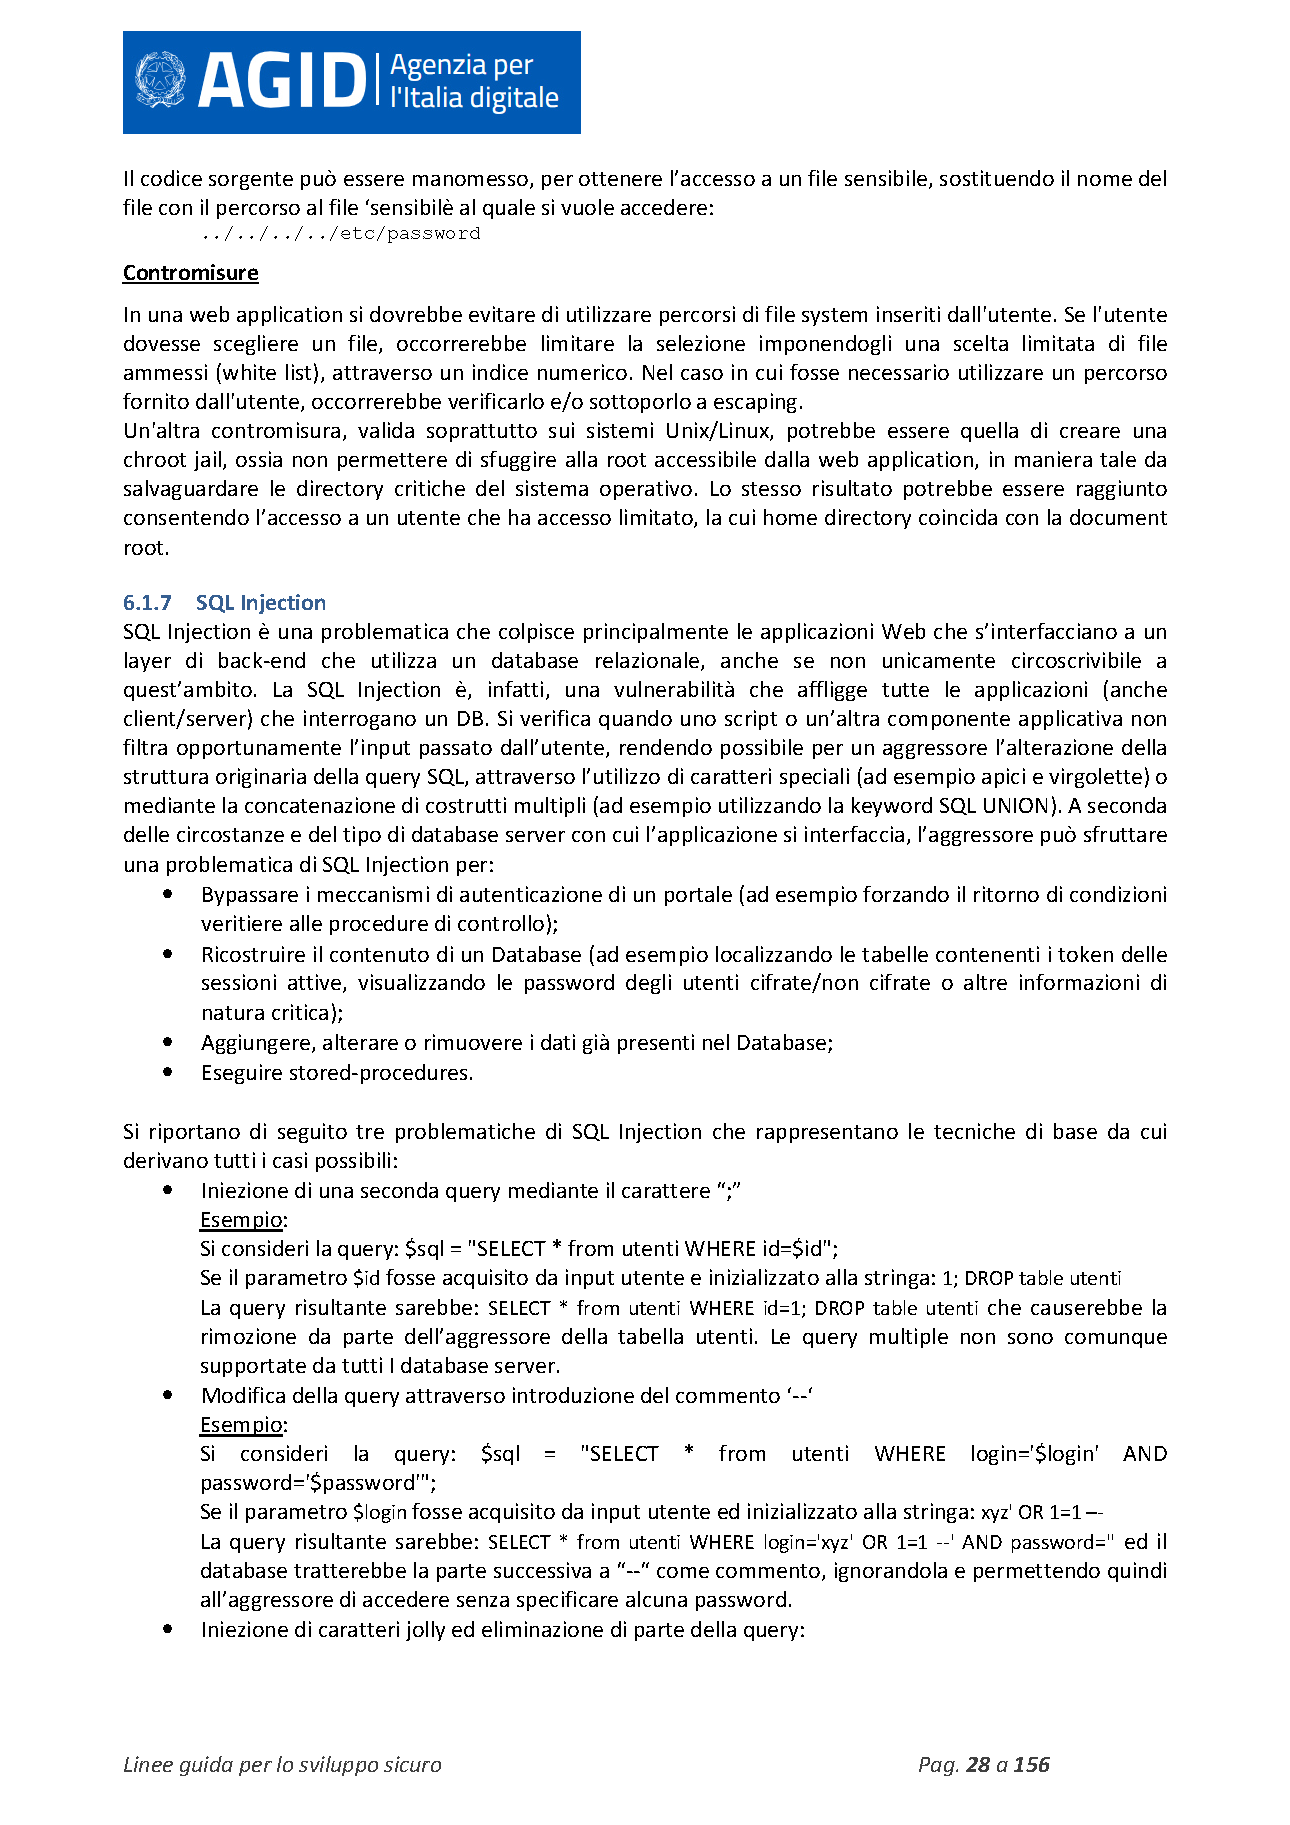 AGID Agenzia per
l'Italia digitale
Il codice sorgente può essere manomesso, per ottenere l’accesso a un file sensibile, sostituendo il nome del
file con il percorso al file ‘sensibilè al quale si vuole accedere:
../../../../etc/password
Contromisure
In una web application si dovrebbe evitare di utilizzare percorsi di file system inseriti dall'utente. Se l'utente
dovesse scegliere un file, occorrerebbe limitare la selezione imponendogli una scelta limitata di file
ammessi (white list), attraverso un indice numerico. Nel caso in cui fosse necessario utilizzare un percorso
fornito dall'utente, occorrerebbe verificarlo e/o sottoporlo a escaping.
Un'altra contromisura, valida soprattutto sui sistemi Unix/Linux, potrebbe essere quella di creare una
chroot jail, ossia non permettere di sfuggire alla root accessibile dalla web application, in maniera tale da
salvaguardare le directory critiche del sistema operativo. Lo stesso risultato potrebbe essere raggiunto
consentendo l’accesso a un utente che ha accesso limitato, la cui home directory coincida con la document
root.
6.1.7 SQL Injection
SQL Injection è una problematica che colpisce principalmente le applicazioni Web che s’interfacciano a un
layer di back-end che utilizza un database relazionale, anche se non unicamente circoscrivibile a
quest’ambito. La SQL Injection è, infatti, una vulnerabilità che affligge tutte le applicazioni (anche
client/server) che interrogano un DB. Si verifica quando uno script o un’altra componente applicativa non
filtra opportunamente l’input passato dall’utente, rendendo possibile per un aggressore l’alterazione della
struttura originaria della query SQL, attraverso l’utilizzo di caratteri speciali (ad esempio apici e virgolette) o
mediante la concatenazione di costrutti multipli (ad esempio utilizzando la keyword SQL UNION). A seconda
delle circostanze e del tipo di database server con cui l’applicazione si interfaccia, l’aggressore può sfruttare
una problematica di SQL Injection per:
• Bypassare i meccanismi di autenticazione di un portale (ad esempio forzando il ritorno di condizioni
veritiere alle procedure di controllo);
• Ricostruire il contenuto di un Database (ad esempio localizzando le tabelle contenenti i token delle
sessioni attive, visualizzando le password degli utenti cifrate/non cifrate o altre informazioni di
natura critica);
• Aggiungere, alterare o rimuovere i dati già presenti nel Database;
• Eseguire stored-procedures.
Si riportano di seguito tre problematiche di SQL Injection che rappresentano le tecniche di base da cui
derivano tutti i casi possibili:
• Iniezione di una seconda query mediante il carattere “;”
Esempio:
Si consideri la query: $sql = "SELECT * from utenti WHERE id=$id";
Se il parametro $id fosse acquisito da input utente e inizializzato alla stringa: 1; DROP table utenti
La query risultante sarebbe: SELECT * from utenti WHERE id=1; DROP table utenti che causerebbe la
rimozione da parte dell’aggressore della tabella utenti. Le query multiple non sono comunque
supportate da tutti I database server.
• Modifica della query attraverso introduzione del commento ‘--‘
Esempio:
Si consideri la query: $sql = "SELECT * from utenti WHERE login='$login' AND
password='$password'";
Se il parametro $login fosse acquisito da input utente ed inizializzato alla stringa: xyz' OR 1=1 –-
La query risultante sarebbe: SELECT * from utenti WHERE login='xyz' OR 1=1 --' AND password='' ed il
database tratterebbe la parte successiva a “--“ come commento, ignorandola e permettendo quindi
all’aggressore di accedere senza specificare alcuna password.
• Iniezione di caratteri jolly ed eliminazione di parte della query:
Linee guida per lo sviluppo sicuro Pag. 28 a 156